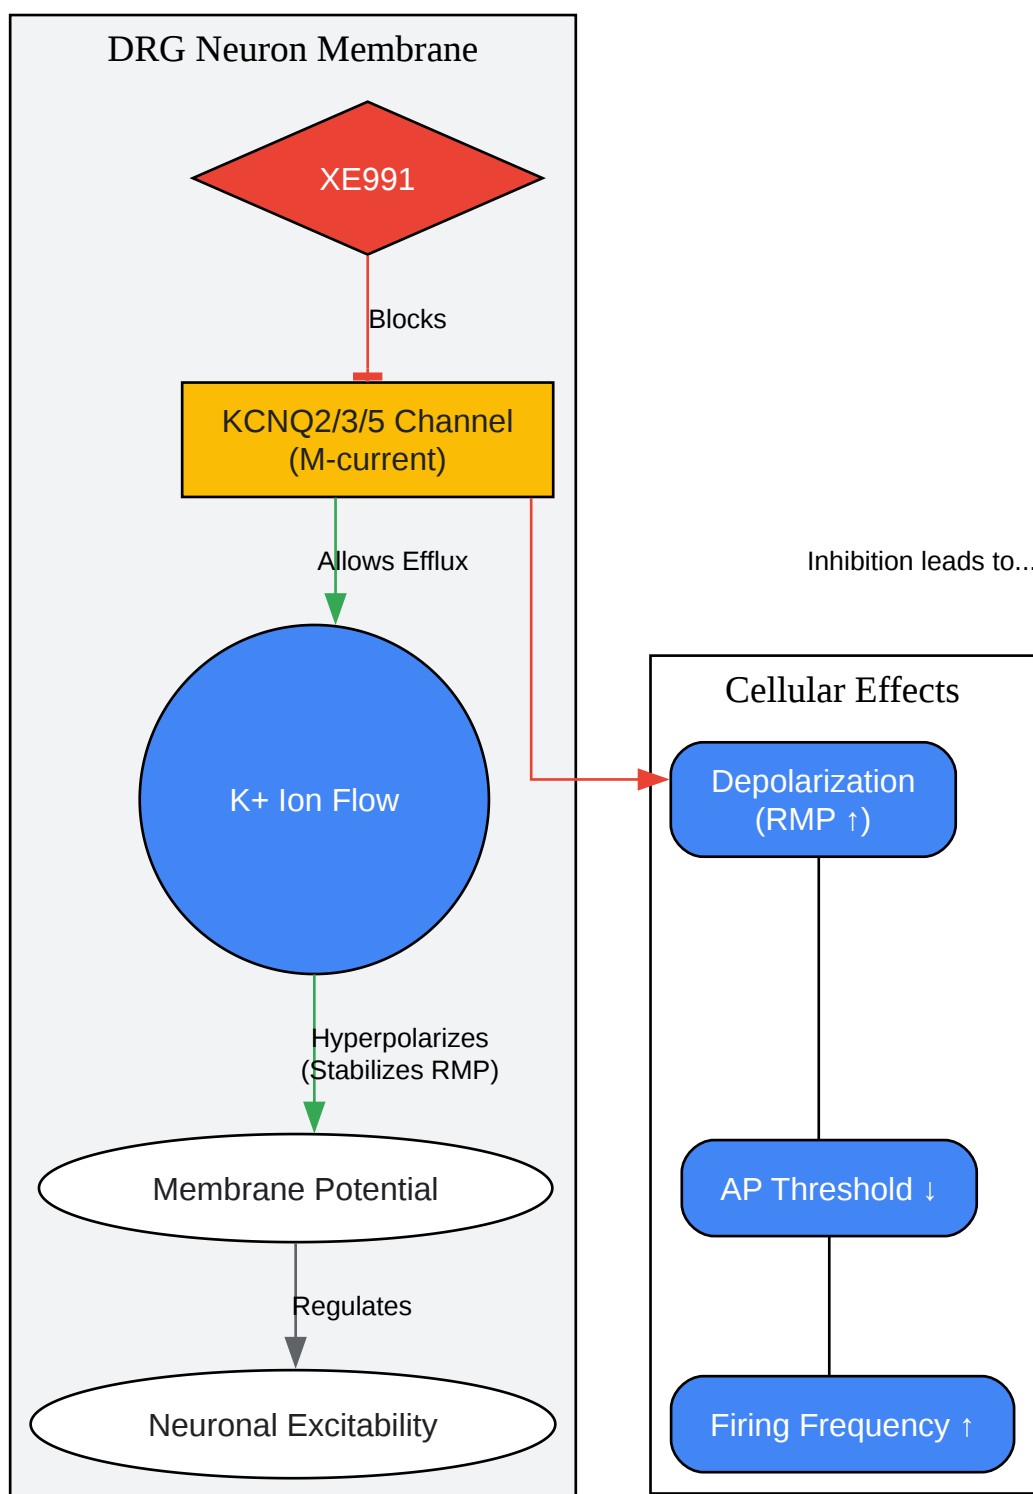 DRG Neuron Membrane
XE991
Blocks
KCNQ2/3/5 Channel
(M-current)
Allows Efflux
Inhibition leads to...
K+ Ion Flow
Hyperpolarizes
(Stabilizes RMP)
Membrane Potential
Regulates
Neuronal Excitability
Cellular Effects
Depolarization
(RMP ↑)
AP Threshold ↓
Firing Frequency ↑